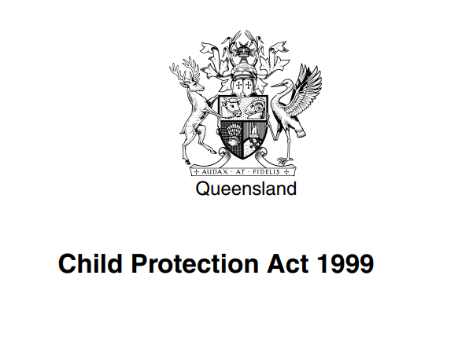 + AUDAX · AT · FIDELIS +
Queensland
Child Protection Act 1999